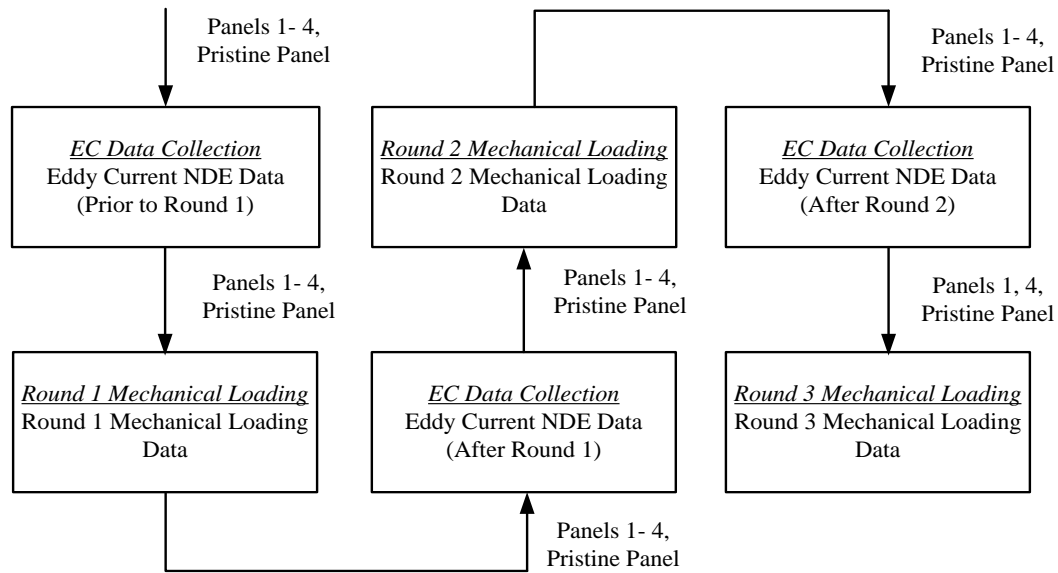 Panels 1- 4,
Pristine Panel
EC Data Collection
Eddy Current NDE Data
(Prior to Round 1)
Panels 1- 4,
Pristine Panel
Round 1 Mechanical Loading
Round 1 Mechanical Loading
Data
Panels 1- 4,
Pristine Panel
EC Data Collection
Eddy Current NDE Data
(After Round 1)
Panels 1- 4,
Pristine Panel
Round 2 Mechanical Loading
Round 2 Mechanical Loading
Data
Panels 1- 4,
Pristine Panel
EC Data Collection
Eddy Current NDE Data
(After Round 2)
Panels 1, 4,
Pristine Panel
Round 3 Mechanical Loading
Round 3 Mechanical Loading
Data